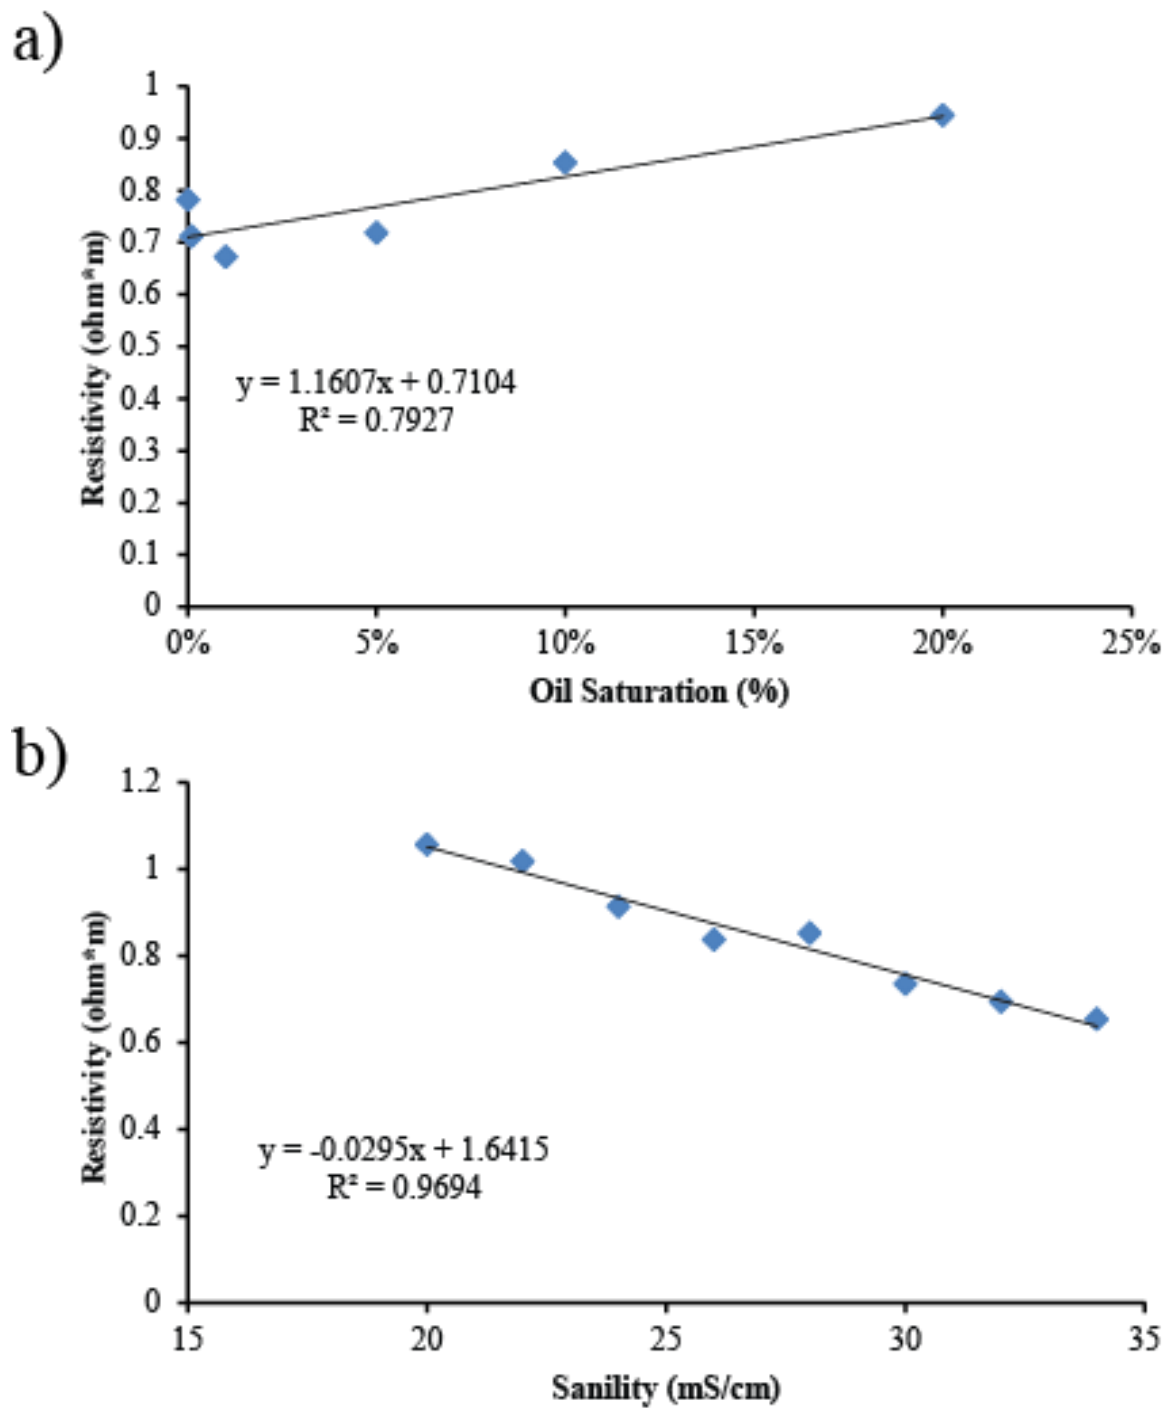 a)
1
0.9
0.8
0.7
0.6
0.5
0.4
0.3
0.2
0.1
0
Resistivity (ohm*m)
y = 1.1607x + 0.7104
R² = 0.7927
0% 5% 10% 15% 20% 25%
Oil Saturation (%)
b)
1.2
1
0.8
0.6
0.4
0.2
0
Resistivity (ohm*m)
y = -0.0295x + 1.6415
R² = 0.9694
15 20 25 30 35
Sanility (mS/cm)